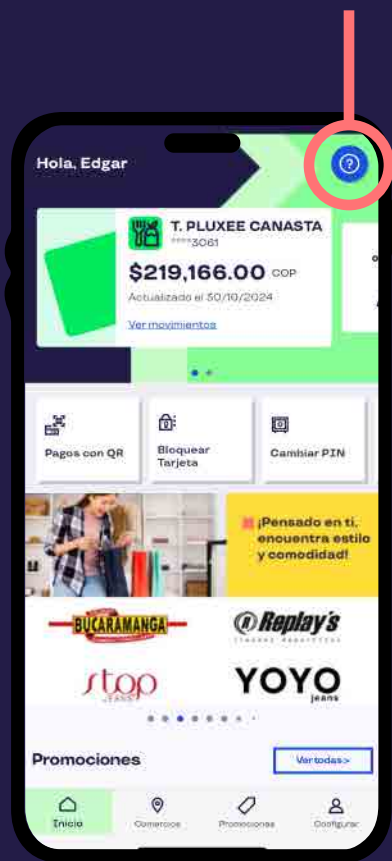 Hola, Edgar
?
T. PLUXEE CANASTA
****3061
$219,166.00 COP
Actualizado el 30/10/2024
Ver movimientos
Pagos con QR
Bloquear
Tarjeta
Cambiar PIN
¡Pensado en ti,
encuentra estilo
y comodidad!
BUCARAMANGA
R Replay's
stop
JEANS
YOYO
jeans
Promociones
Ver todas >
Inicio
Comercios
Promociones
Configurar